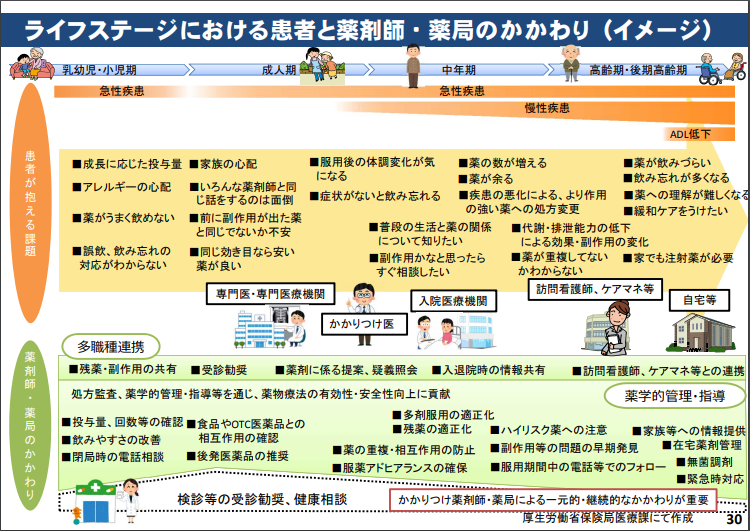 ライフステージにおける患者と薬剤師・薬局のかかわり（イメージ）
乳幼児・小児期
成人期
中年期
高齢期・後期高齢期
急性疾患
急性疾患
慢性疾患
ADL低下
患者が抱える課題
■成長に応じた投与量
■アレルギーの心配
■薬がうまく飲めない
■誤飲、飲み忘れの
対応がわからない
■家族の心配
■いろんな薬剤師と同
じ話をするのは面倒
■前に副作用が出た薬
と同じでないか不安
■同じ効き目なら安い
薬が良い
■服用後の体調変化が気
になる
■症状がないと飲み忘れる
■普段の生活と薬の関係
について知りたい
■副作用かなと思ったら
すぐ相談したい
■薬の数が増える
■薬が余る
■疾患の悪化による、より作用
の強い薬への処方変更
■代謝・排泄能力の低下
による効果・副作用の変化
■薬が重複してない
かわからない
■薬が飲みづらい
■飲み忘れが多くなる
■薬への理解が難しくなる
■緩和ケアをうけたい
■家でも注射薬が必要
専門医・専門医療機関
かかりつけ医
入院医療機関
訪問看護師、ケアマネ等
自宅等
薬剤師・薬局のかかわり
多職種連携
■残薬・副作用の共有
■受診勧奨
■薬剤に係る提案、疑義照会
■入退院時の情報共有
■訪問看護師、ケアマネ等との連携
処方監査、薬学的管理・指導等を通じ、薬物療法の有効性・安全性向上に貢献
薬学的管理・指導
■投与量、回数等の確認
■飲みやすさの改善
■閉局時の電話相談
■食品やOTC医薬品との
相互作用の確認
■後発医薬品の推奨
■多剤服用の適正化
■残薬の適正化
■薬の重複・相互作用の防止
■服薬アドヒアランスの確保
■ハイリスク薬への注意
■副作用等の問題の早期発見
■服用期間中の電話等でのフォロー
■家族等への情報提供
■在宅薬剤管理
■無菌調剤
■緊急時対応
検診等の受診勧奨、健康相談
かかりつけ薬剤師・薬局による一元的・継続的なかかわりが重要
厚生労働省保険局医療課にて作成
30